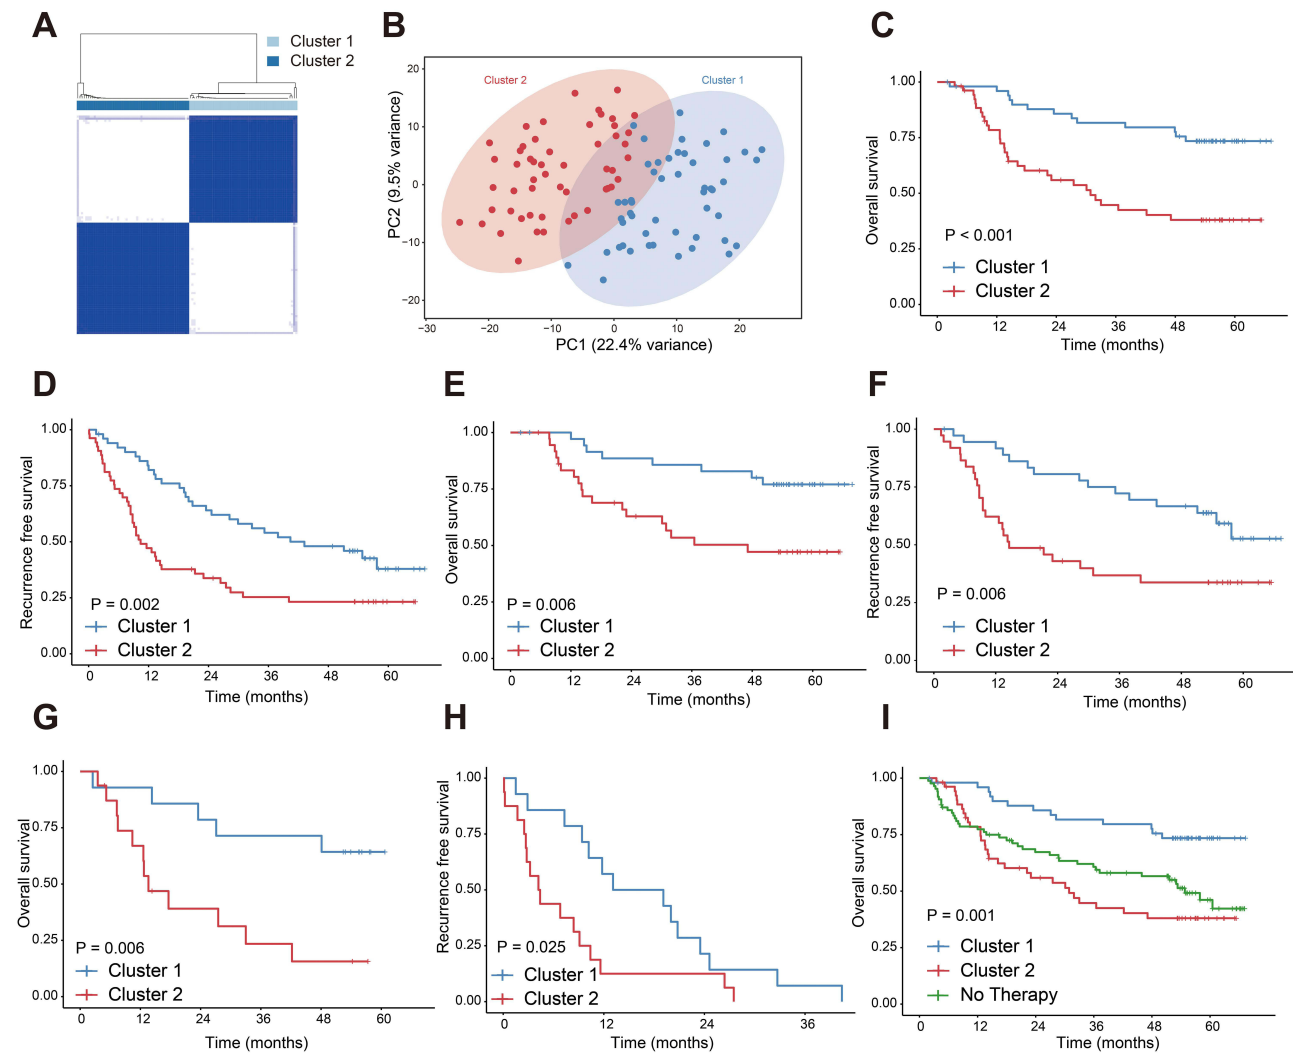 A
Cluster 1
Cluster 2
B
Cluster 2
Cluster 1
20
10
0
−10
−20
PC2 (9.5% variance)
−30
−20
−10
0
10
20
PC1 (22.4% variance)
C
1.00
0.75
0.50
0.25
0.00
Overall survival
P < 0.001
Cluster 1
Cluster 2
0
12
24
36
48
60
Time (months)
D
1.00
0.75
0.50
0.25
0.00
Recurrence free survival
P = 0.002
Cluster 1
Cluster 2
0
12
24
36
48
60
Time (months)
E
1.00
0.75
0.50
0.25
0.00
Overall survival
P = 0.006
Cluster 1
Cluster 2
0
12
24
36
48
60
Time (months)
F
1.00
0.75
0.50
0.25
0.00
Recurrence free survival
P = 0.006
Cluster 1
Cluster 2
0
12
24
36
48
60
Time (months)
G
1.00
0.75
0.50
0.25
0.00
Overall survival
P = 0.006
Cluster 1
Cluster 2
0
12
24
36
48
60
Time (months)
H
1.00
0.75
0.50
0.25
0.00
Recurrence free survival
P = 0.025
Cluster 1
Cluster 2
0
12
24
36
Time (months)
I
1.00
0.75
0.50
0.25
0.00
Overall survival
P = 0.001
Cluster 1
Cluster 2
No Therapy
0
12
24
36
48
60
Time (months)